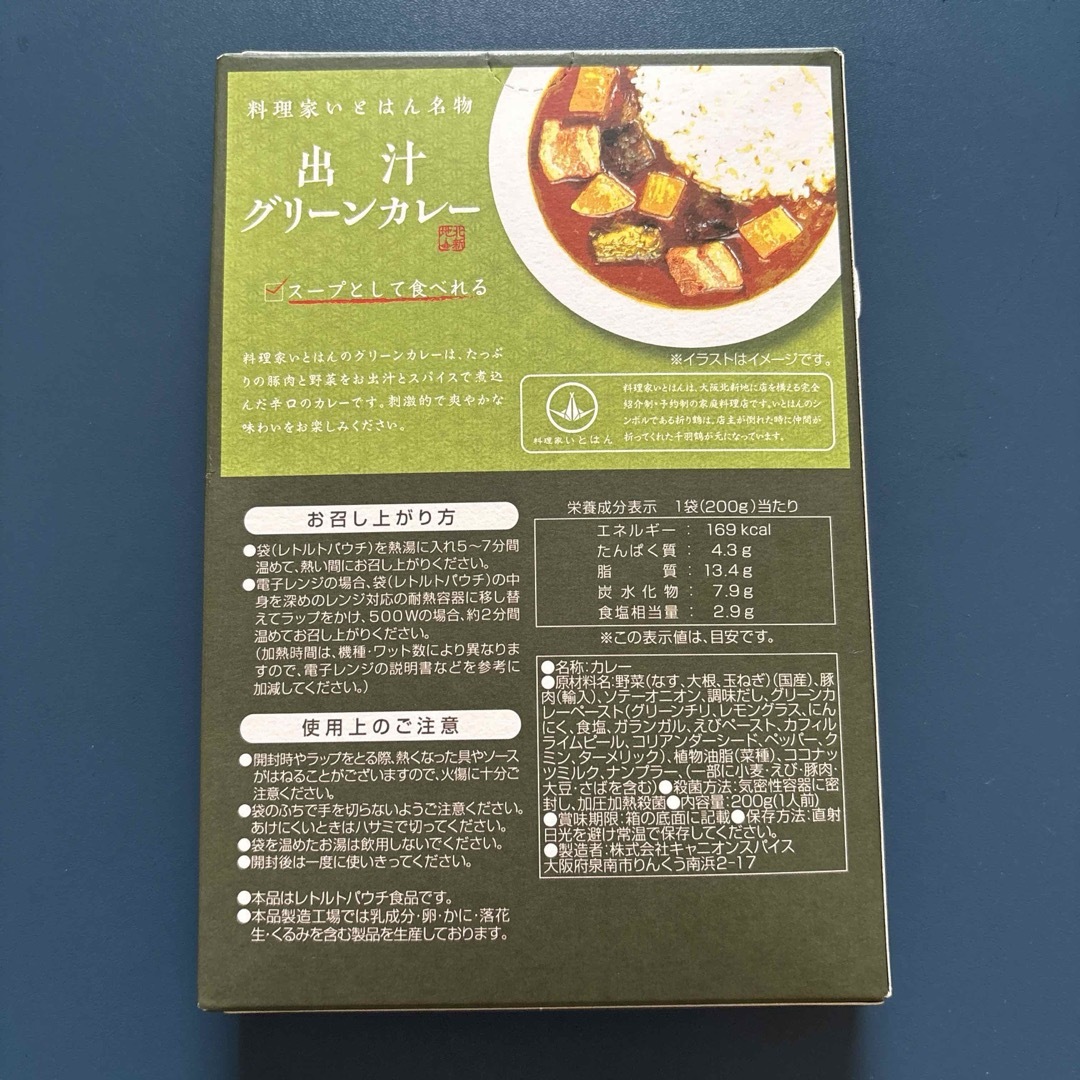 料理家いとはん名物
出汁
グリーンカレー
北新地
スープとして食べれる
料理家いとはんのグリーンカレーは、たっぷ
りの豚肉と野菜をお出汁とスパイスで煮込
んだ辛口のカレーです。刺激的で爽やかな
味わいをお楽しみください。
※イラストはイメージです。
料理家いとはん
料理家いとはんは、大阪北新地に店を構える完全
紹介制・予約制の家庭料理店です。いとはんのシ
ンボルである折り鶴は、店主が倒れた時に仲間が
折ってくれた千羽鶴が元になっています。
お召し上がり方
●袋(レトルトパウチ)を熱湯に入れ5〜7分間
温めて、熱い間にお召し上がりください。
●電子レンジの場合、袋(レトルトパウチ)の中
身を深めのレンジ対応の耐熱容器に移し替
えてラップをかけ、500Wの場合、約2分間
温めてお召し上がりください。
(加熱時間は、機種・ワット数により異なりま
すので、電子レンジの説明書などを参考に
加減してください。)
使用上のご注意
●開封時やラップをとる際、熱くなった具やソース
がはねることがございますので、火傷に十分ご
注意ください。
●袋のふちで手を切らないようご注意ください。
あけにくいときはハサミで切ってください。
●袋を温めたお湯は飲用しないでください。
●開封後は一度に使いきってください。
●本品はレトルトパウチ食品です。
●本品製造工場では乳成分・卵・かに・落花
生・くるみを含む製品を生産しております。
栄養成分表示 1袋(200g)当たり
エネルギー : 169kcal
たんぱく質 : 4.3g
脂質 : 13.4g
炭水化物 : 7.9g
食塩相当量 : 2.9g
※この表示値は、目安です。
●名称:カレー
●原材料名:野菜(なす、大根、玉ねぎ)(国産)、豚
肉(輸入)、ソテーオニオン、調味だし、グリーンカ
レーペースト(グリーンチリ、レモングラス、にん
にく、食塩、ガランガル、えびペースト、カフィル
ライムピール、コリアンダーシード、ペッパー、ク
ミン、ターメリック)、植物油脂(菜種)、ココナッ
ツミルク、ナンプラー、(一部に小麦・えび・豚肉・
大豆・さばを含む)●殺菌方法:気密性容器に密
封し、加圧加熱殺菌●内容量:200g(1人前)
●賞味期限:箱の底面に記載●保存方法:直射
日光を避け常温で保存してください。
●製造者:株式会社キャニオンスパイス
大阪府泉南市りんくう南浜2-17